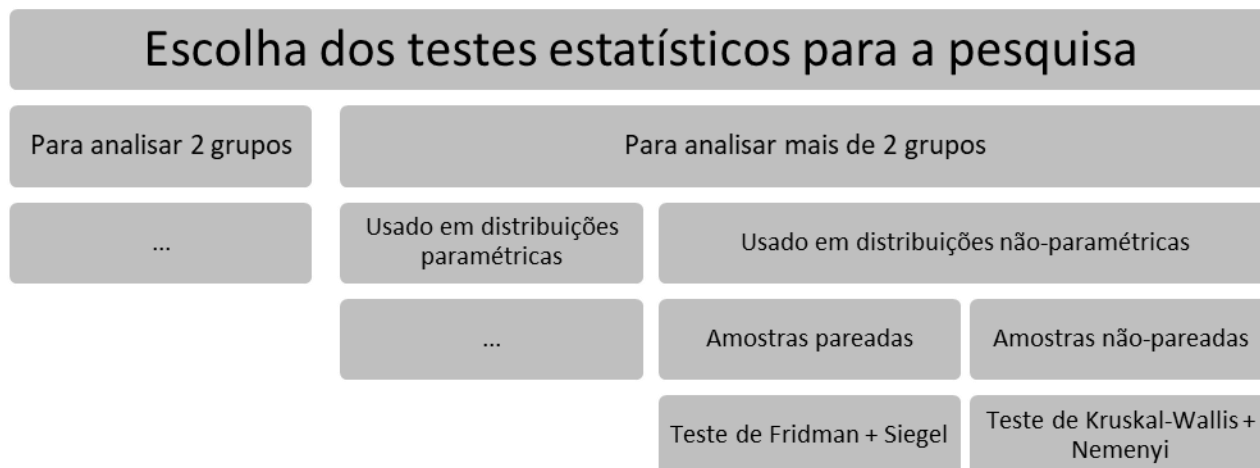 Escolha dos testes estatísticos para a pesquisa
Para analisar 2 grupos
Para analisar mais de 2 grupos
...
Usado em distribuições
paramétricas
Usado em distribuições não-paramétricas
...
Amostras pareadas
Amostras não-pareadas
Teste de Fridman + Siegel
Teste de Kruskal-Wallis +
Nemenyi